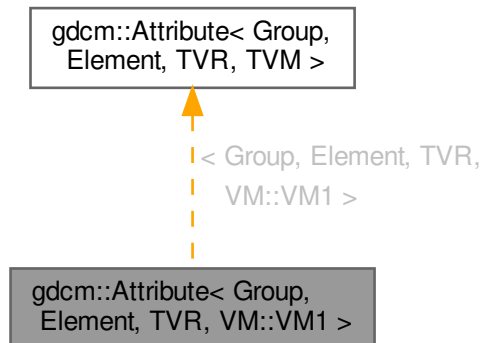 gdcm::Attribute< Group,
Element, TVR, TVM >
< Group, Element, TVR,
VM::VM1 >
gdcm::Attribute< Group,
Element, TVR, VM::VM1 >